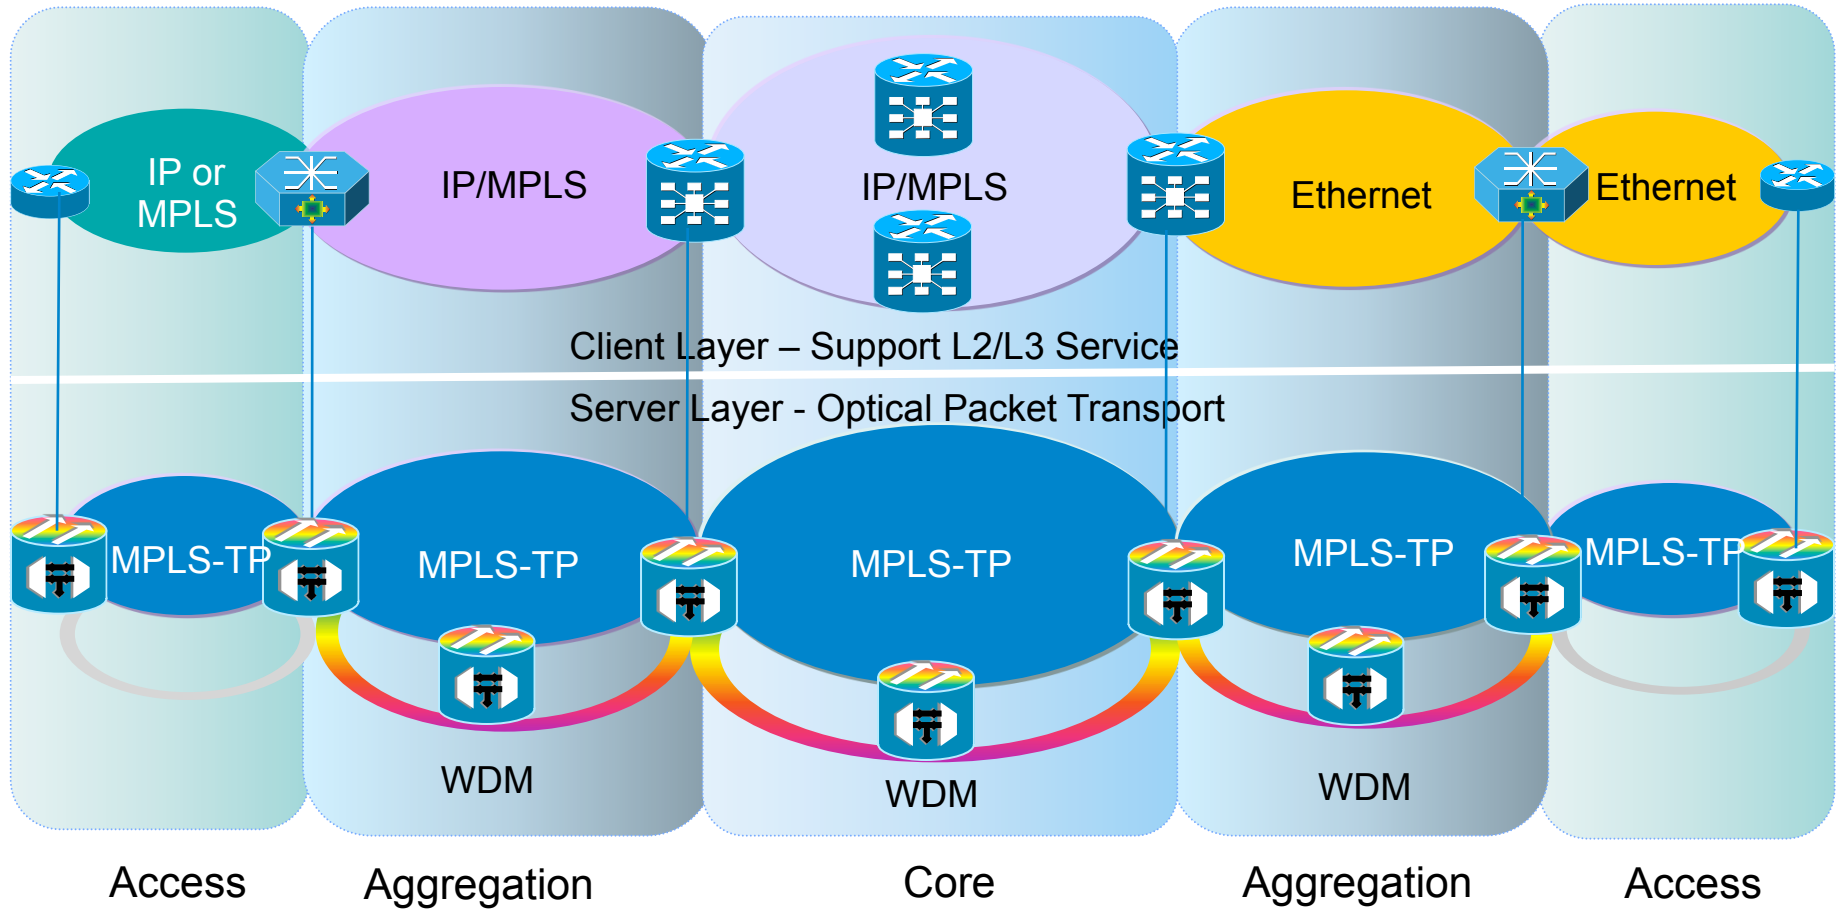 IP or
MPLS
IP/MPLS
IP/MPLS
Ethernet
Ethernet
Client Layer – Support L2/L3 Service
Server Layer - Optical Packet Transport
MPLS-TP
MPLS-TP
MPLS-TP
MPLS-TP
MPLS-TP
WDM
WDM
WDM
Access
Aggregation
Core
Aggregation
Access